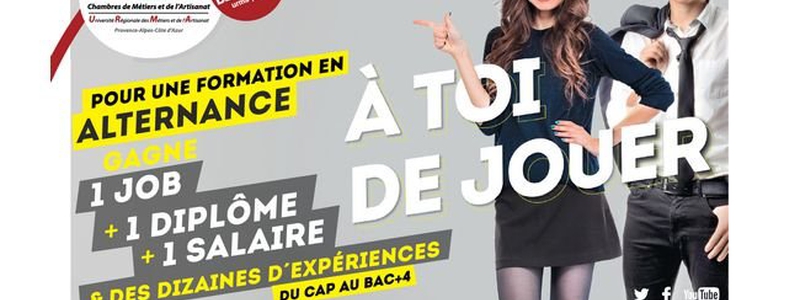 Chambres de Métiers et de l'Artisanat
Université Régionale des Métiers et de l'Artisanat
Provence-Alpes-Côte d'Azur
POUR UNE FORMATION EN
ALTERNANCE
GAGNE
1 JOB
+ 1 DIPLÔME
+ 1 SALAIRE
& DES DIZAINES D´EXPÉRIENCES
DU CAP AU BAC+4
À TOI
DE JOUER
YouTube